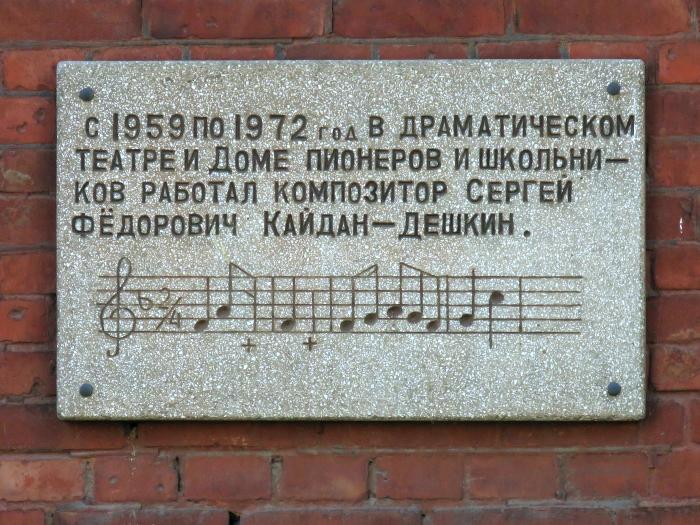 С 1959 ПО 1972 ГОД В ДРАМАТИЧЕСКОМ
ТЕАТРЕ И ДОМЕ ПИОНЕРОВ И ШКОЛЬНИ-
КОВ РАБОТАЛ КОМПОЗИТОР СЕРГЕЙ
ФЁДОРОВИЧ КАЙДАН-ДЕШКИН.